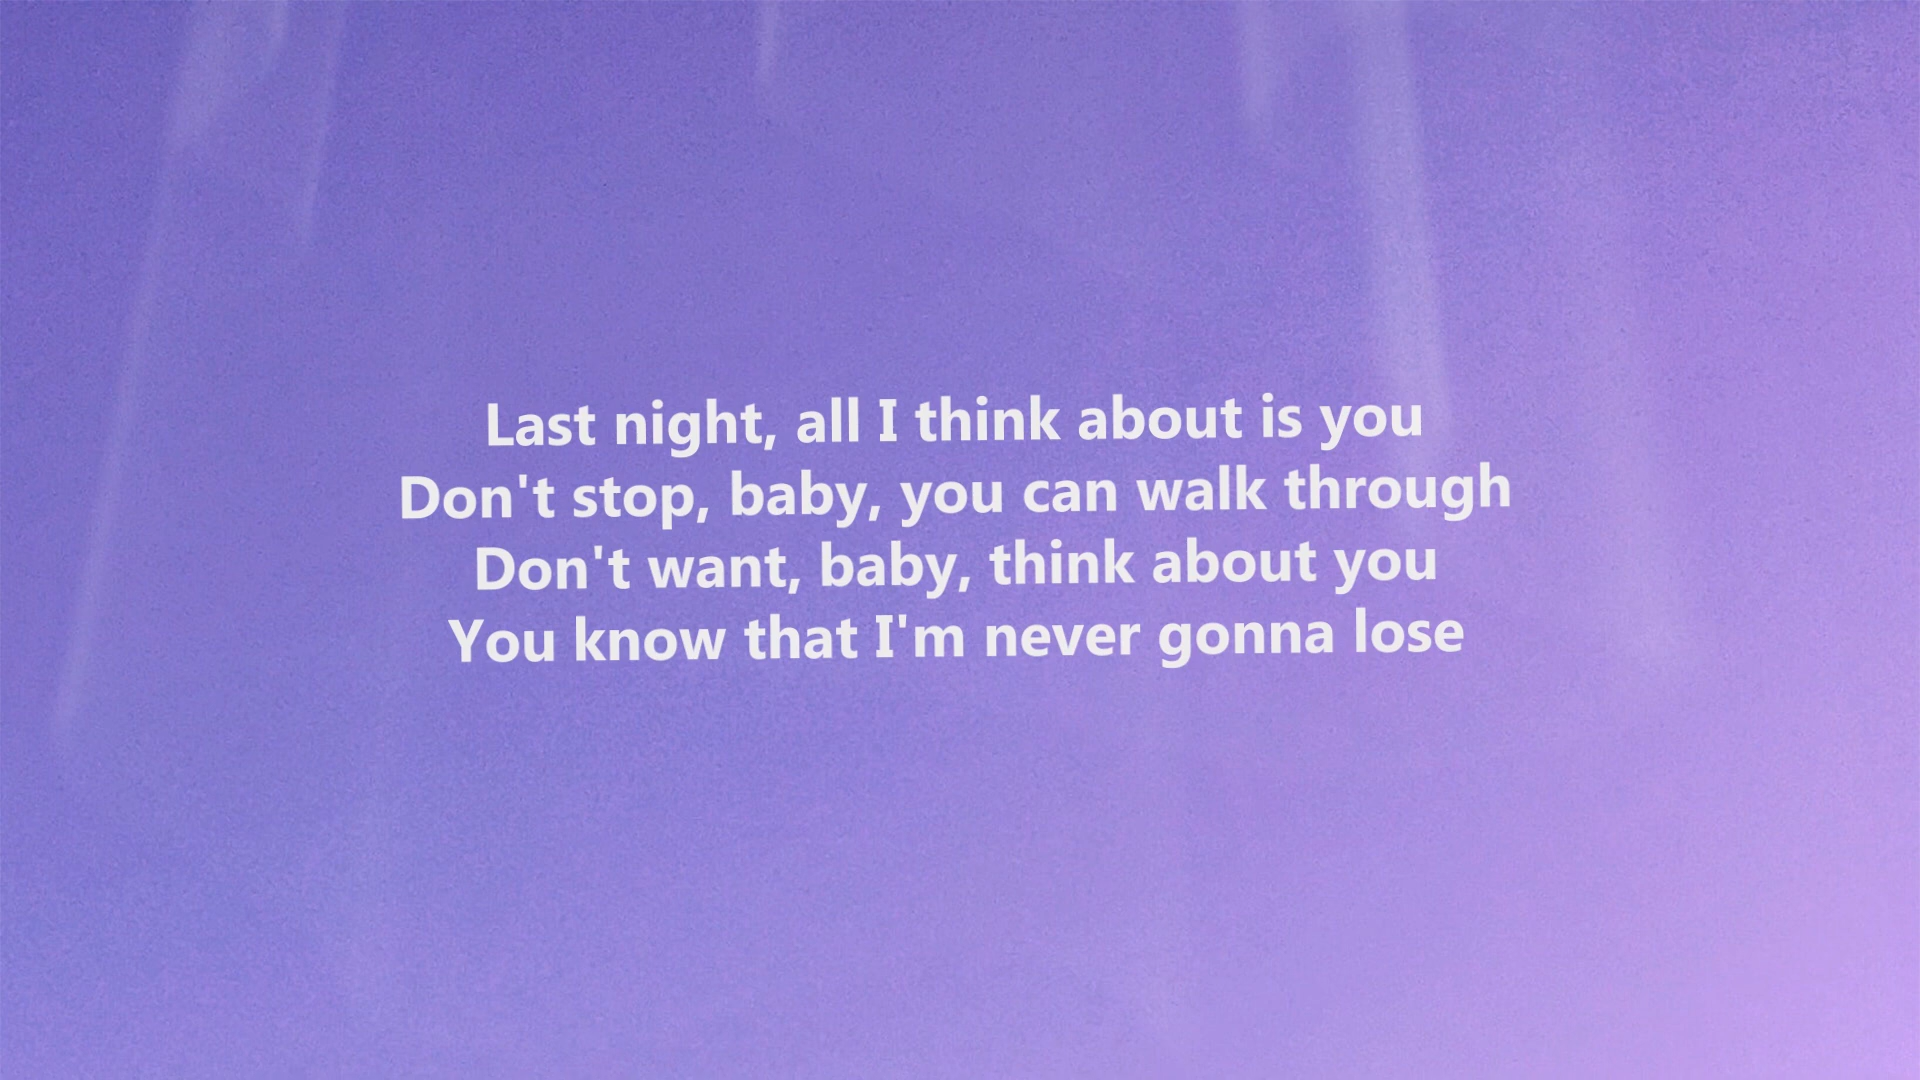 Last night, all I think about is you
Don't stop, baby, you can walk through
Don't want, baby, think about you
You know that I'm never gonna lose